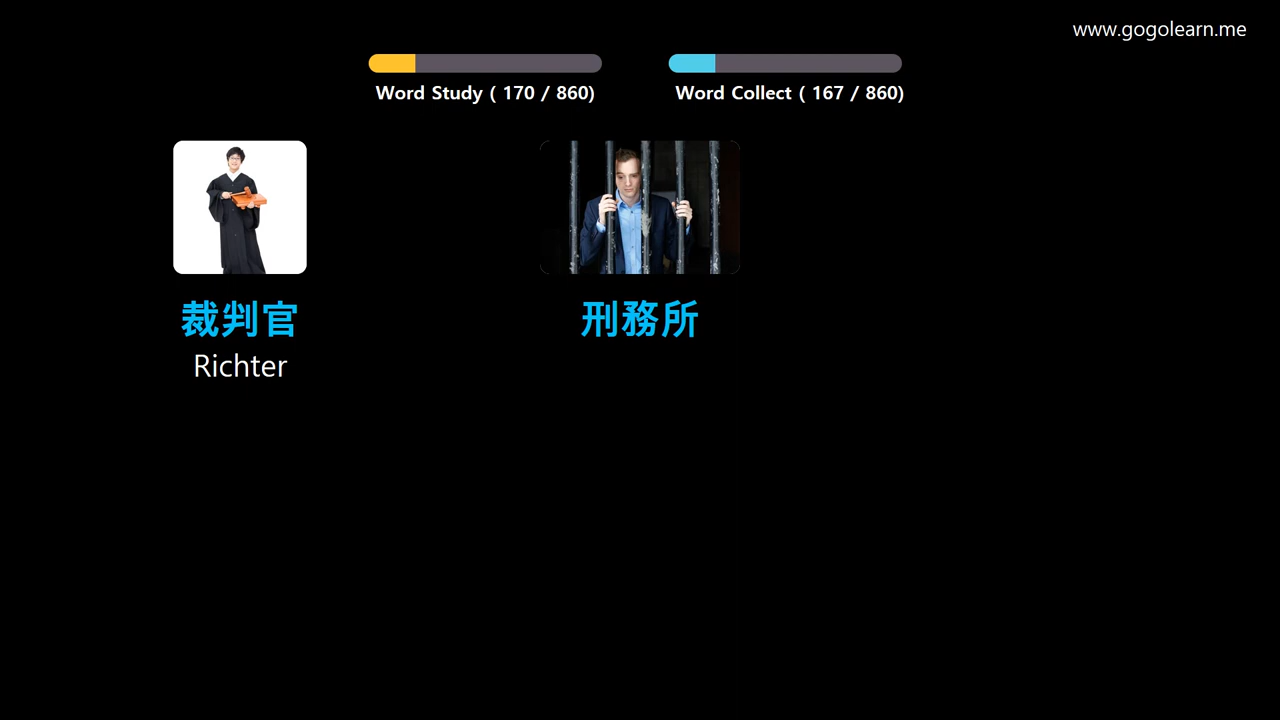 www.gogolearn.me
Word Study ( 170 / 860)
Word Collect ( 167 / 860)
裁判官
Richter
刑務所